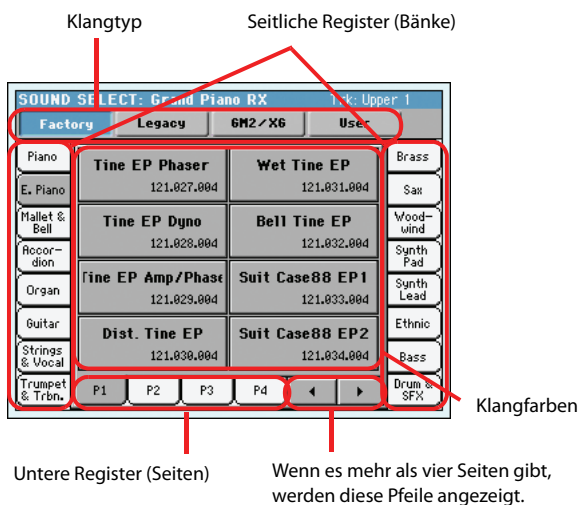 Klangtyp
Seitliche Register (Bänke)
SOUND SELECT: Grand Piano RX Trk: Upper 1
Factory Legacy GM2/XG User
Piano
E. Piano
Mallet & Bell
Accor-
dion
Organ
Guitar
Strings & Vocal
Trumpet & Trbn.
Tine EP Phaser
121.027.004
Wet Tine EP
121.031.004
Tine EP Dyno
121.028.004
Bell Tine EP
121.032.004
Tine EP Amp/Phase
121.029.004
Suit Case88 EP1
121.033.004
Dist. Tine EP
121.030.004
Suit Case88 EP2
121.034.004
Brass
Sax
Wood-
wind
Synth Pad
Synth Lead
Ethnic
Bass
Drum & SFX
P1 P2 P3 P4
Klangfarben
Untere Register (Seiten)
Wenn es mehr als vier Seiten gibt,
werden diese Pfeile angezeigt.